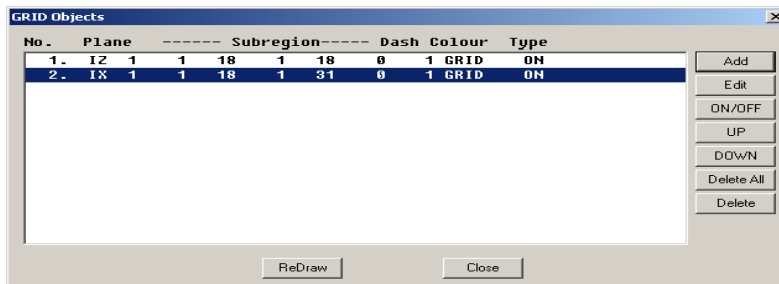 GRID Objects
No. Plane ------ Subregion----- Dash Colour Type
1. IZ 1 1 18 1 18 0 1 GRID ON
2. IX 1 1 18 1 31 0 1 GRID ON
Add
Edit
ON/OFF
UP
DOWN
Delete All
Delete
ReDraw Close